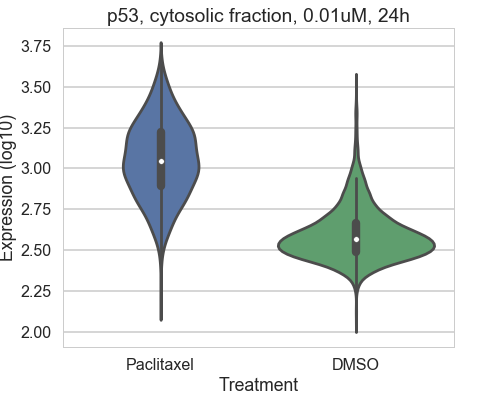 p53, cytosolic fraction, 0.01uM, 24h
Expression (log10)
3.75
3.50
3.25
3.00
2.75
2.50
2.25
2.00
Paclitaxel
DMSO
Treatment